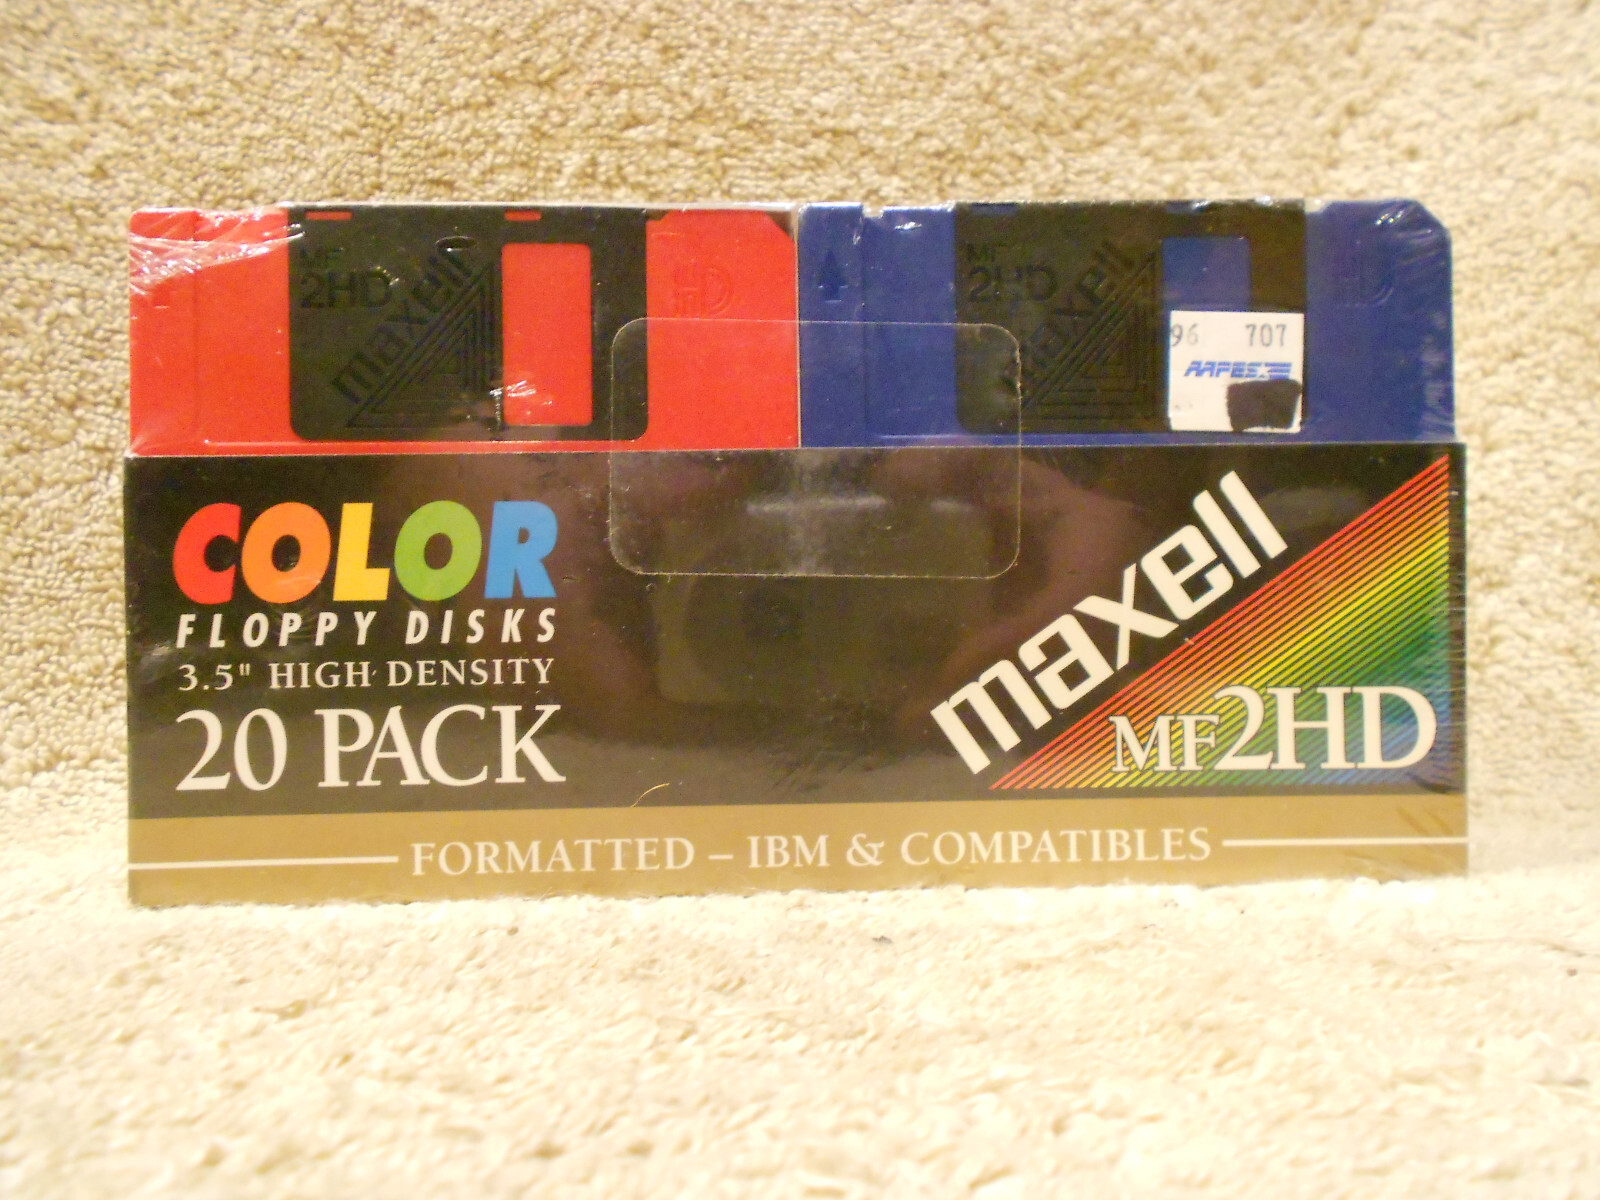 MF
2HD
maxell
HD
MF
2HD
maxell
HD
96 707
AAFES
COLOR
FLOPPY DISKS
3.5" HIGH DENSITY
20 PACK
maxell
MF2HD
FORMATTED – IBM & COMPATIBLES